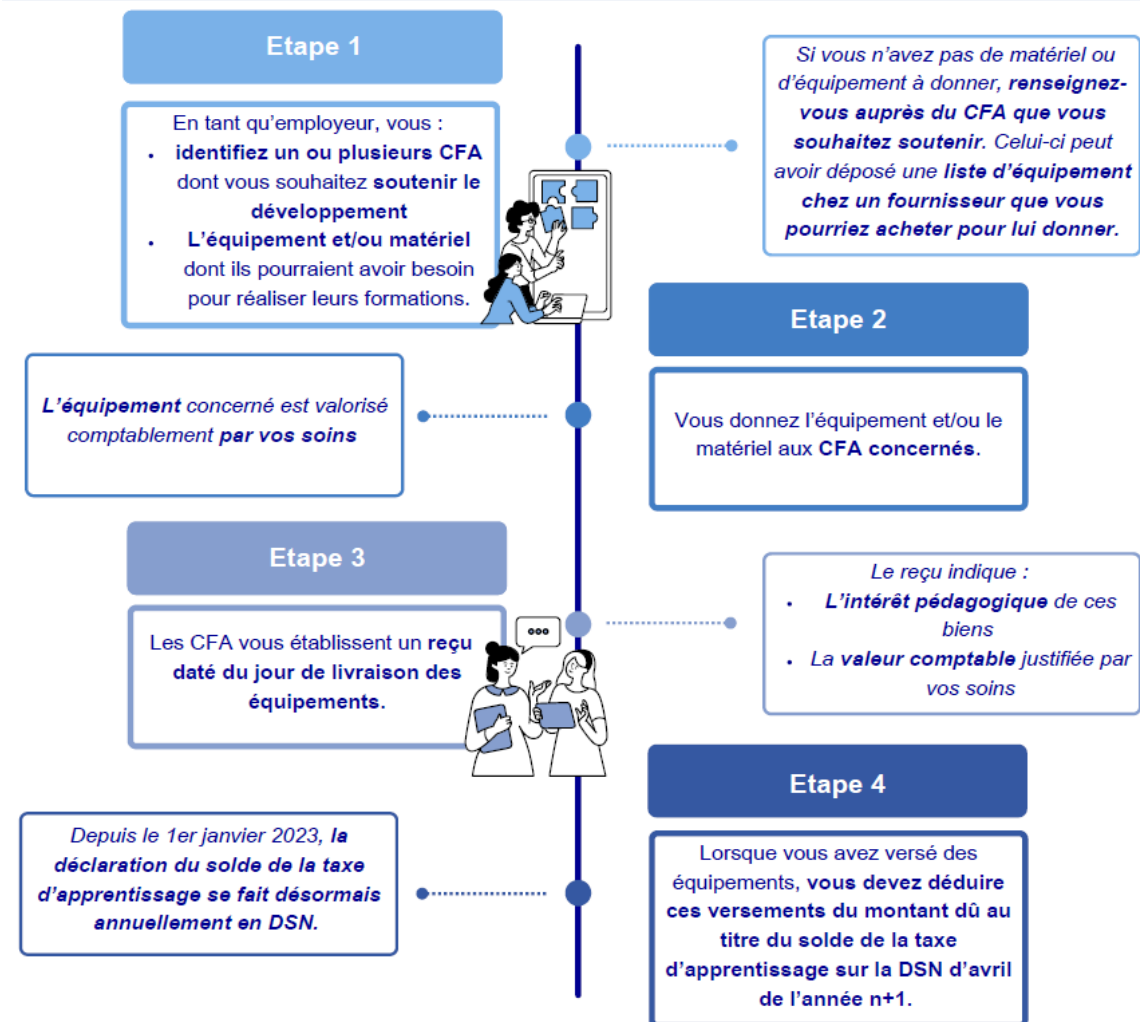 Etape 1
En tant qu'employeur, vous :
• identifiez un ou plusieurs CFA
dont vous souhaitez soutenir le
développement
• L'équipement et/ou matériel
dont ils pourraient avoir besoin
pour réaliser leurs formations.
Si vous n'avez pas de matériel ou
d'équipement à donner, renseignez-
vous auprès du CFA que vous
souhaitez soutenir. Celui-ci peut
avoir déposé une liste d'équipement
chez un fournisseur que vous
pourriez acheter pour lui donner.
Etape 2
Vous donnez l'équipement et/ou le
matériel aux CFA concernés.
L'équipement concerné est valorisé
comptablement par vos soins
Etape 3
Les CFA vous établissent un reçu
daté du jour de livraison des
équipements.
Le reçu indique :
• L'intérêt pédagogique de ces
biens
• La valeur comptable justifiée par
vos soins
Etape 4
Lorsque vous avez versé des
équipements, vous devez déduire
ces versements du montant dû au
titre du solde de la taxe
d'apprentissage sur la DSN d'avril
de l'année n+1.
Depuis le 1er janvier 2023, la
déclaration du solde de la taxe
d'apprentissage se fait désormais
annuellement en DSN.